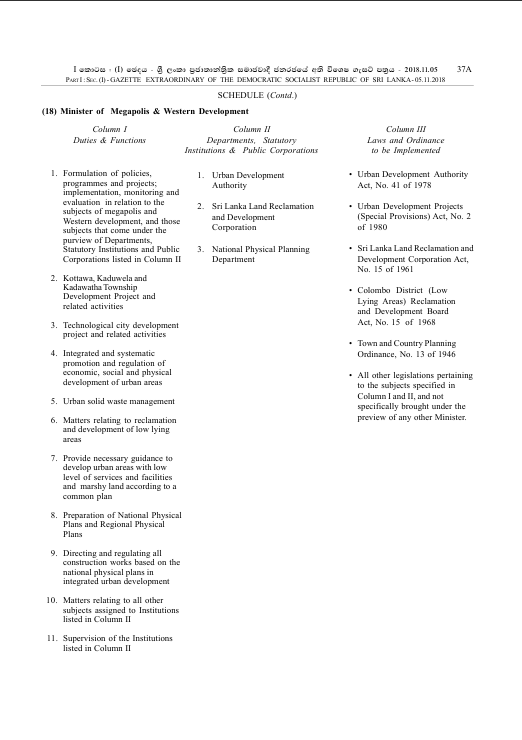 I කොටස - (I) ඡෙදය - ශ්‍රී ලංකා ප්‍රජාතාන්ත්‍රික සමාජවාදී ජනරජයේ අති විශෙෂ ගැසට් පත්‍රය - 2018.11.05 37A
PART I : SEC. (I) - GAZETTE EXTRAORDINARY OF THE DEMOCRATIC SOCIALIST REPUBLIC OF SRI LANKA - 05.11.2018
SCHEDULE (Contd.)
(18) Minister of Megapolis & Western Development
Column I
Duties & Functions
1. Formulation of policies,
programmes and projects;
implementation, monitoring and
evaluation in relation to the
subjects of megapolis and
Western development, and those
subjects that come under the
purview of Departments,
Statutory Institutions and Public
Corporations listed in Column II
2. Kottawa, Kaduwela and
Kadawatha Township
Development Project and
related activities
3. Technological city development
project and related activities
4. Integrated and systematic
promotion and regulation of
economic, social and physical
development of urban areas
5. Urban solid waste management
6. Matters relating to reclamation
and development of low lying
areas
7. Provide necessary guidance to
develop urban areas with low
level of services and facilities
and marshy land according to a
common plan
8. Preparation of National Physical
Plans and Regional Physical
Plans
9. Directing and regulating all
construction works based on the
national physical plans in
integrated urban development
10. Matters relating to all other
subjects assigned to Institutions
listed in Column II
11. Supervision of the Institutions
listed in Column II
Column II
Departments, Statutory
Institutions & Public Corporations
1. Urban Development
Authority
2. Sri Lanka Land Reclamation
and Development
Corporation
3. National Physical Planning
Department
Column III
Laws and Ordinance
to be Implemented
• Urban Development Authority
Act, No. 41 of 1978
• Urban Development Projects
(Special Provisions) Act, No. 2
of 1980
• Sri Lanka Land Reclamation and
Development Corporation Act,
No. 15 of 1961
• Colombo District (Low
Lying Areas) Reclamation
and Development Board
Act, No. 15 of 1968
• Town and Country Planning
Ordinance, No. 13 of 1946
• All other legislations pertaining
to the subjects specified in
Column I and II, and not
specifically brought under the
preview of any other Minister.